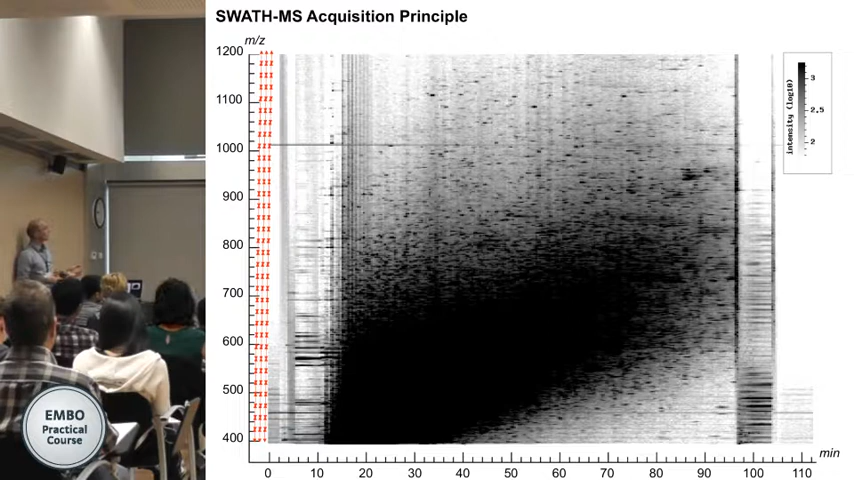 SWATH-MS Acquisition Principle
m/z
1200
1100
1000
900
800
700
600
500
400
0 10 20 30 40 50 60 70 80 90 100 110
min
intensity (log10)
3
2.5
2
EMBO
Practical
Course